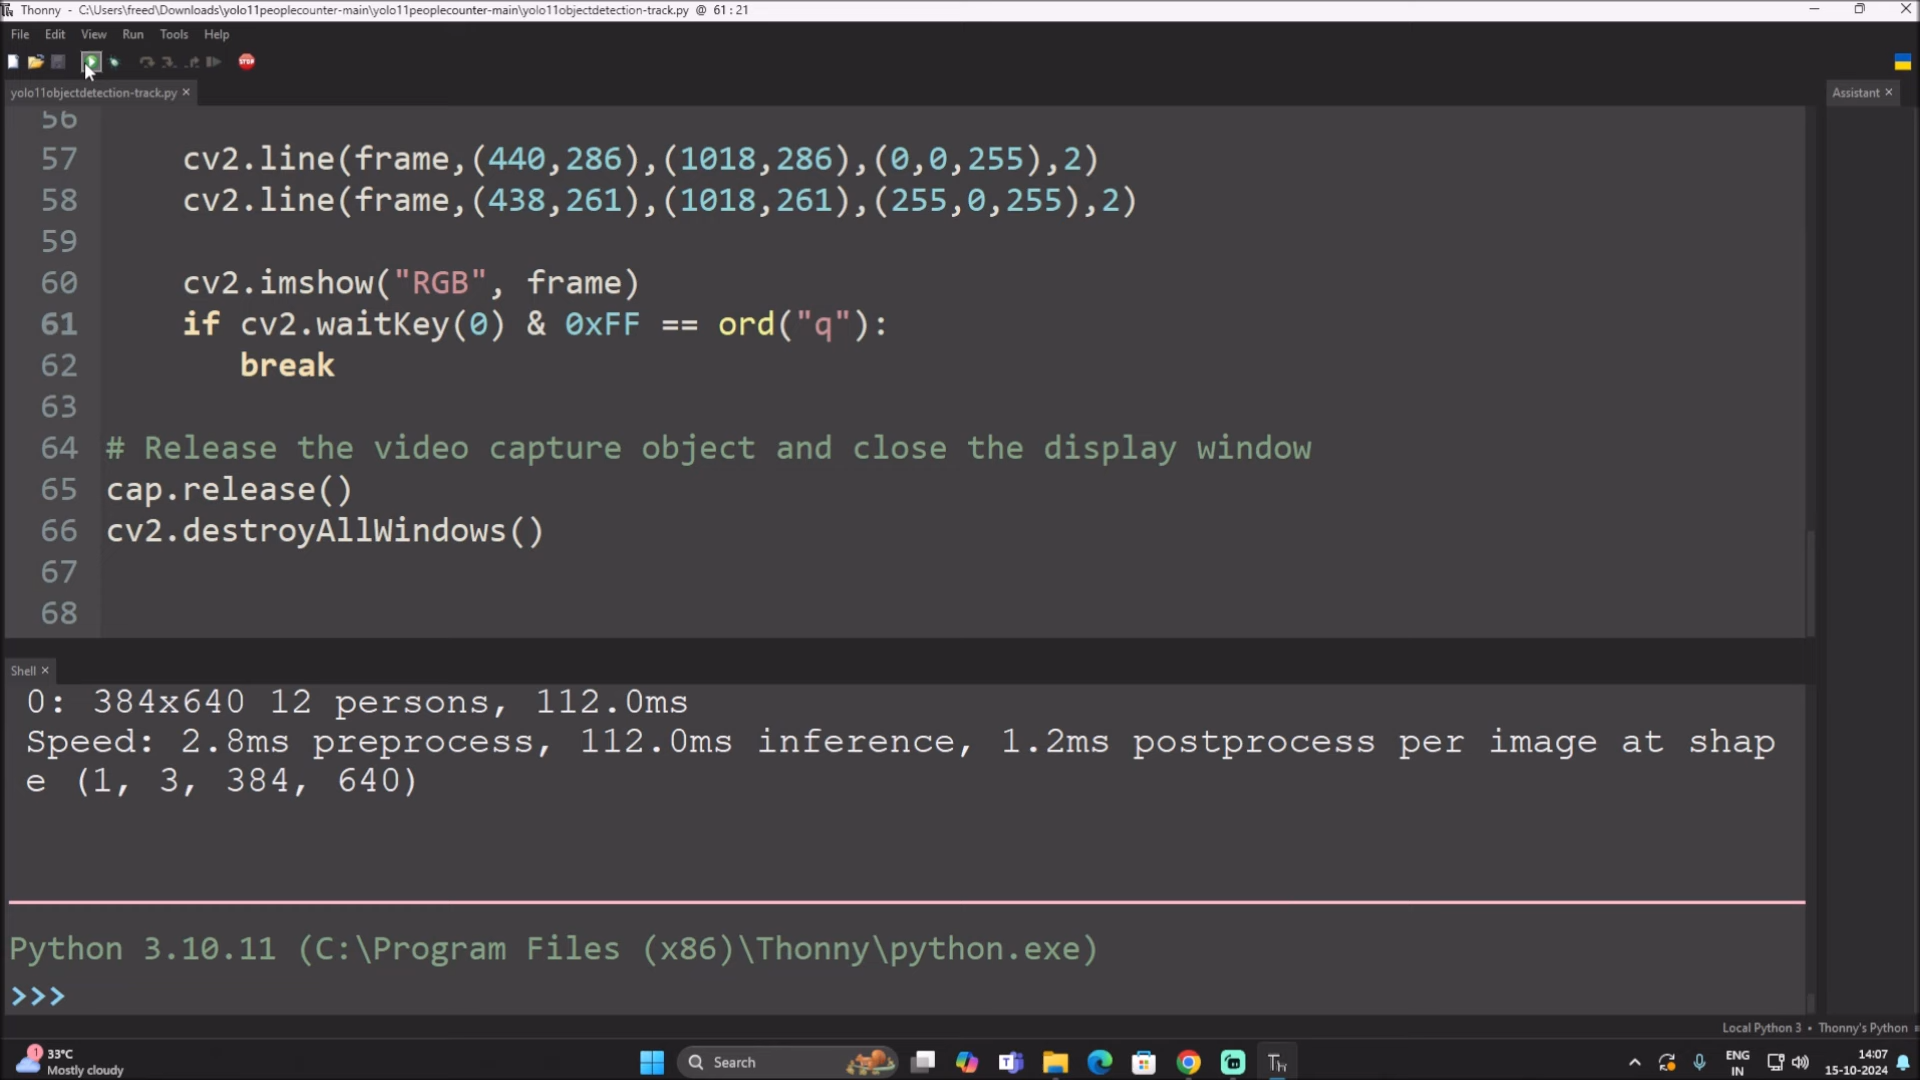 Thonny - C:\Users\freed\Downloads\yolo11peoplecounter-main\yolo11peoplecounter-main\yolo11objectdetection-track.py @ 61:21
File Edit View Run Tools Help
STOP
yolo11objectdetection-track.py ×
Assistant ×
56
57 cv2.line(frame,(440,286),(1018,286),(0,0,255),2)
58 cv2.line(frame,(438,261),(1018,261),(255,0,255),2)
59
60 cv2.imshow("RGB", frame)
61 if cv2.waitKey(0) & 0xFF == ord("q"):
62 break
63
64 # Release the video capture object and close the display window
65 cap.release()
66 cv2.destroyAllWindows()
67
68
Shell ×
0: 384x640 12 persons, 112.0ms
Speed: 2.8ms preprocess, 112.0ms inference, 1.2ms postprocess per image at shap
e (1, 3, 384, 640)
Python 3.10.11 (C:\Program Files (x86)\Thonny\python.exe)
>>>
Local Python 3 • Thonny's Python
1
33°C
Mostly cloudy
Search
Th
ENG
IN
14:07
15-10-2024